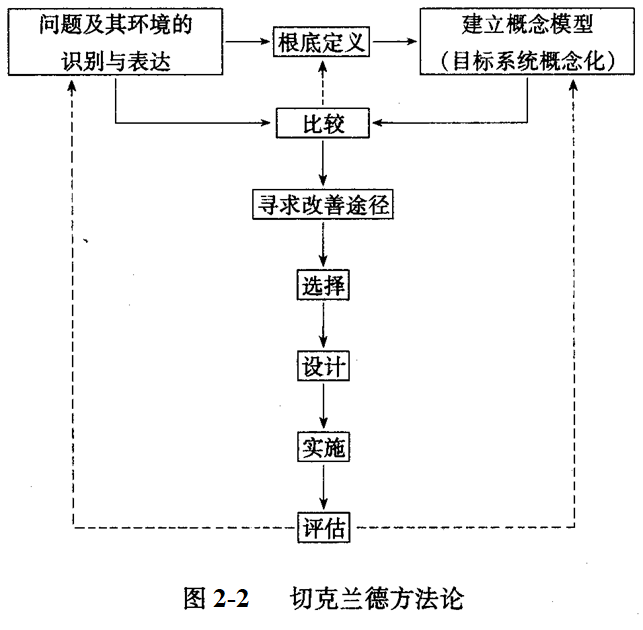 问题及其环境的
识别与表达
根底定义
建立概念模型
(目标系统概念化)
比较
寻求改善途径
选择
设计
实施
评估
图 2-2 切克兰德方法论